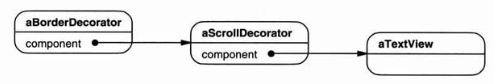 aBorderDecorator
component
aScrollDecorator
component
aTextView